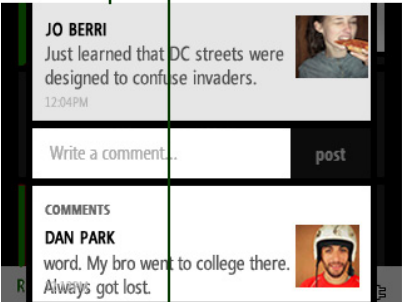 JO BERRI
Just learned that DC streets were
designed to confuse invaders.
12:04PM
Write a comment...
post
COMMENTS
DAN PARK
word. My bro went to college there.
Always got lost.
R